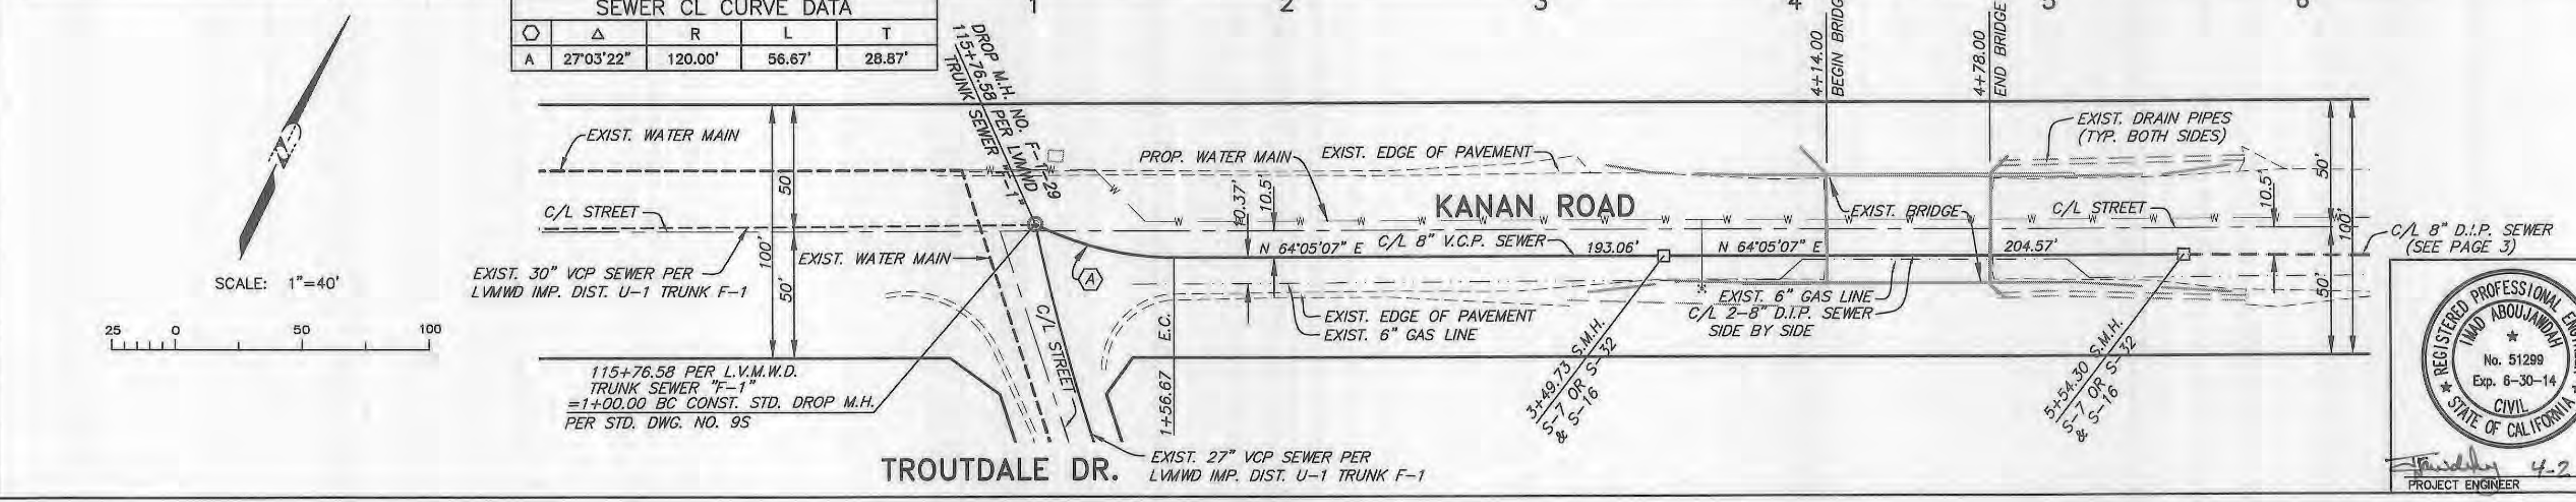 SEWER CL CURVE DATA
Δ R L T
A 27°03'22" 120.00' 56.67' 28.87'
1 2 3 4 5 6
SCALE: 1"=40'
25 0 50 100
DROP M.H. NO. F-1-29
115+76.58 PER LVMWD
TRUNK SEWER "F-1"
4+14.00
BEGIN BRIDG
4+78.00
END BRIDGE
EXIST. WATER MAIN
C/L STREET
EXIST. 30" VCP SEWER PER
LVMWD IMP. DIST. U-1 TRUNK F-1
50'
100'
50'
EXIST. WATER MAIN
W
PROP. WATER MAIN
EXIST. EDGE OF PAVEMENT
10.5'
KANAN ROAD
EXIST. BRIDGE
EXIST. DRAIN PIPES
(TYP. BOTH SIDES)
C/L STREET
10.5'
50'
100'
50'
C/L 8" D.I.P. SEWER
(SEE PAGE 3)
N 64°05'07" E C/L 8" V.C.P. SEWER 193.06' N 64°05'07" E 204.57'
A
EXIST. EDGE OF PAVEMENT
EXIST. 6" GAS LINE
EXIST. 6" GAS LINE
C/L 2-8" D.I.P. SEWER
SIDE BY SIDE
C/L STREET
1+56.67 E.C.
3+49.73 S.M.H.
S-7 OR S-32
& S-16
5+54.30 S.M.H.
S-7 OR S-32
& S-16
115+76.58 PER L.V.M.W.D.
TRUNK SEWER "F-1"
=1+00.00 BC CONST. STD. DROP M.H.
PER STD. DWG. NO. 9S
TROUTDALE DR.
EXIST. 27" VCP SEWER PER
LVMWD IMP. DIST. U-1 TRUNK F-1
REGISTERED PROFESSIONAL ENG
IMAD ABOUJAWDAH
No. 51299
Exp. 6-30-14
CIVIL
STATE OF CALIFORNIA
4-2
PROJECT ENGINEER